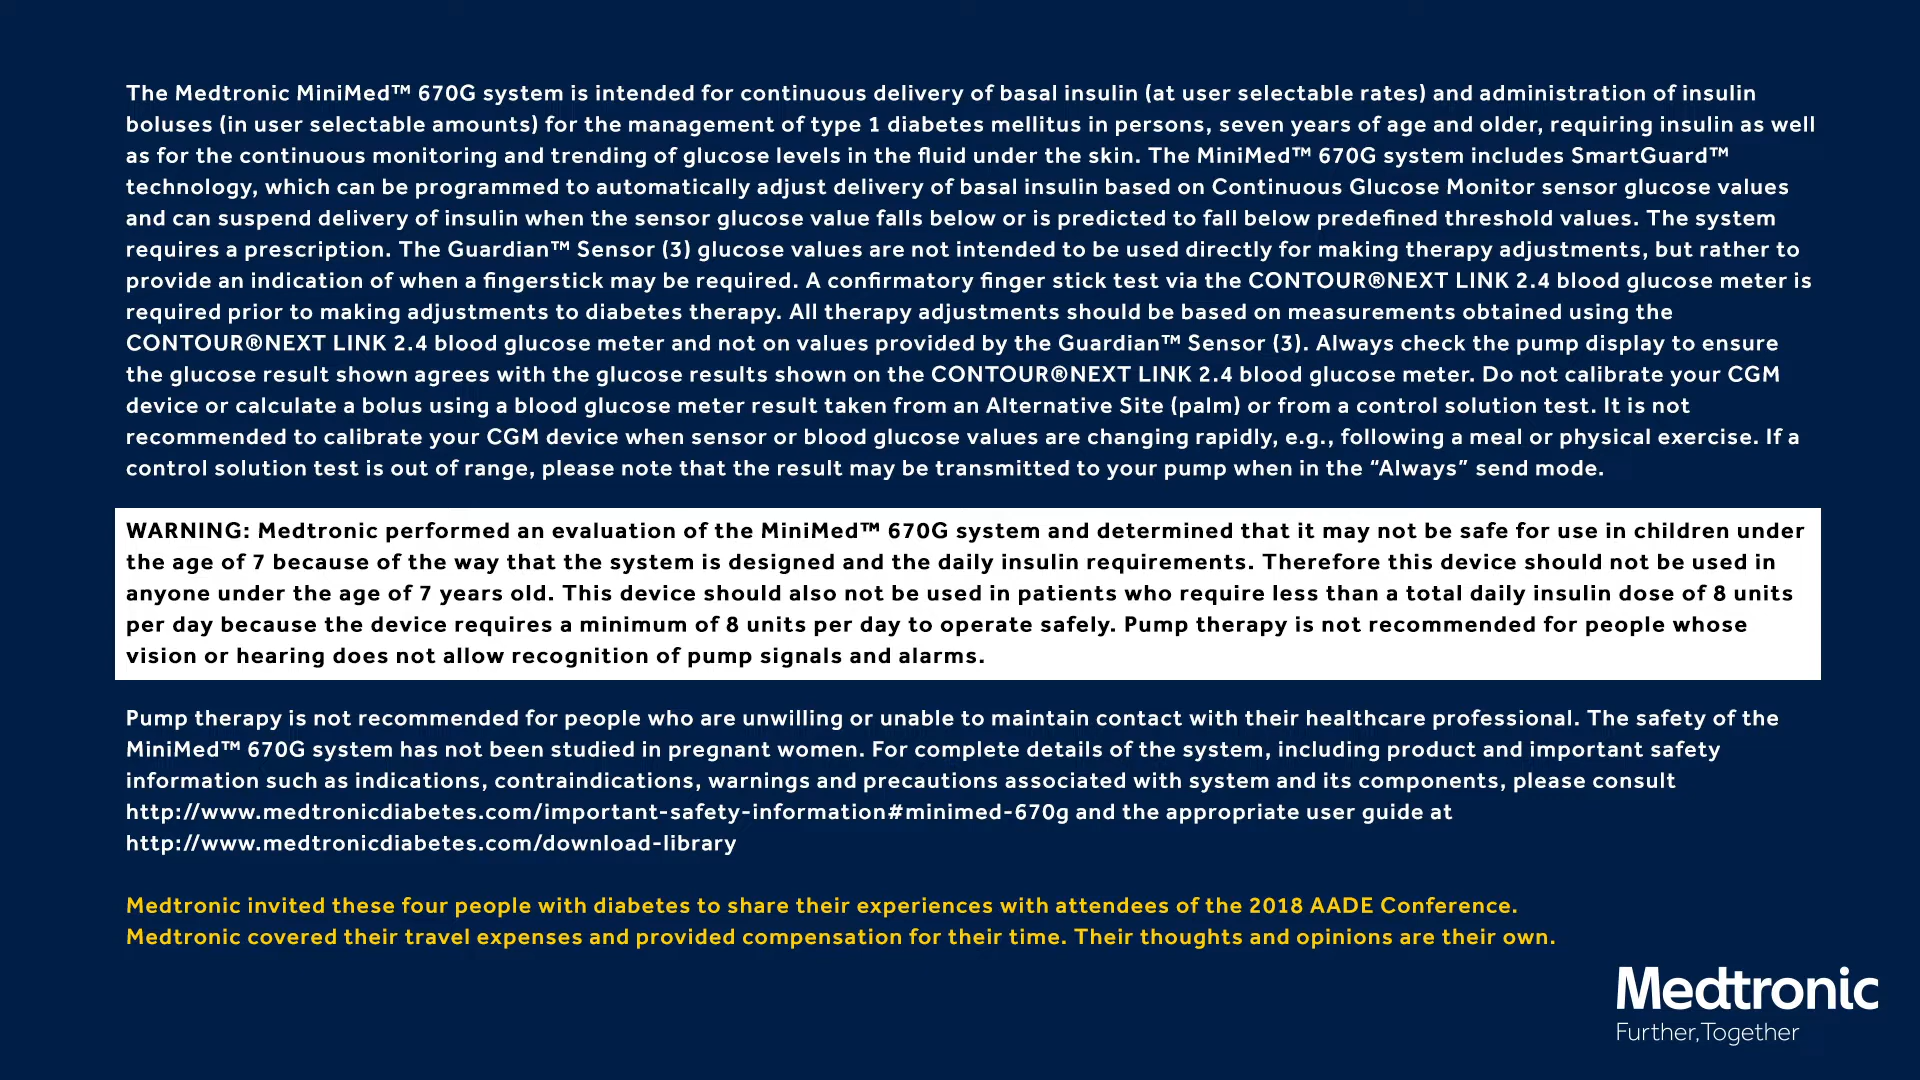 The Medtronic MiniMed™ 670G system is intended for continuous delivery of basal insulin (at user selectable rates) and administration of insulin
boluses (in user selectable amounts) for the management of type 1 diabetes mellitus in persons, seven years of age and older, requiring insulin as well
as for the continuous monitoring and trending of glucose levels in the fluid under the skin. The MiniMed™ 670G system includes SmartGuard™
technology, which can be programmed to automatically adjust delivery of basal insulin based on Continuous Glucose Monitor sensor glucose values
and can suspend delivery of insulin when the sensor glucose value falls below or is predicted to fall below predefined threshold values. The system
requires a prescription. The Guardian™ Sensor (3) glucose values are not intended to be used directly for making therapy adjustments, but rather to
provide an indication of when a fingerstick may be required. A confirmatory finger stick test via the CONTOUR®NEXT LINK 2.4 blood glucose meter is
required prior to making adjustments to diabetes therapy. All therapy adjustments should be based on measurements obtained using the
CONTOUR®NEXT LINK 2.4 blood glucose meter and not on values provided by the Guardian™ Sensor (3). Always check the pump display to ensure
the glucose result shown agrees with the glucose results shown on the CONTOUR®NEXT LINK 2.4 blood glucose meter. Do not calibrate your CGM
device or calculate a bolus using a blood glucose meter result taken from an Alternative Site (palm) or from a control solution test. It is not
recommended to calibrate your CGM device when sensor or blood glucose values are changing rapidly, e.g., following a meal or physical exercise. If a
control solution test is out of range, please note that the result may be transmitted to your pump when in the “Always” send mode.
WARNING: Medtronic performed an evaluation of the MiniMed™ 670G system and determined that it may not be safe for use in children under
the age of 7 because of the way that the system is designed and the daily insulin requirements. Therefore this device should not be used in
anyone under the age of 7 years old. This device should also not be used in patients who require less than a total daily insulin dose of 8 units
per day because the device requires a minimum of 8 units per day to operate safely. Pump therapy is not recommended for people whose
vision or hearing does not allow recognition of pump signals and alarms.
Pump therapy is not recommended for people who are unwilling or unable to maintain contact with their healthcare professional. The safety of the
MiniMed™ 670G system has not been studied in pregnant women. For complete details of the system, including product and important safety
information such as indications, contraindications, warnings and precautions associated with system and its components, please consult
http://www.medtronicdiabetes.com/important-safety-information#minimed-670g and the appropriate user guide at
http://www.medtronicdiabetes.com/download-library
Medtronic invited these four people with diabetes to share their experiences with attendees of the 2018 AADE Conference.
Medtronic covered their travel expenses and provided compensation for their time. Their thoughts and opinions are their own.
Medtronic
Further, Together